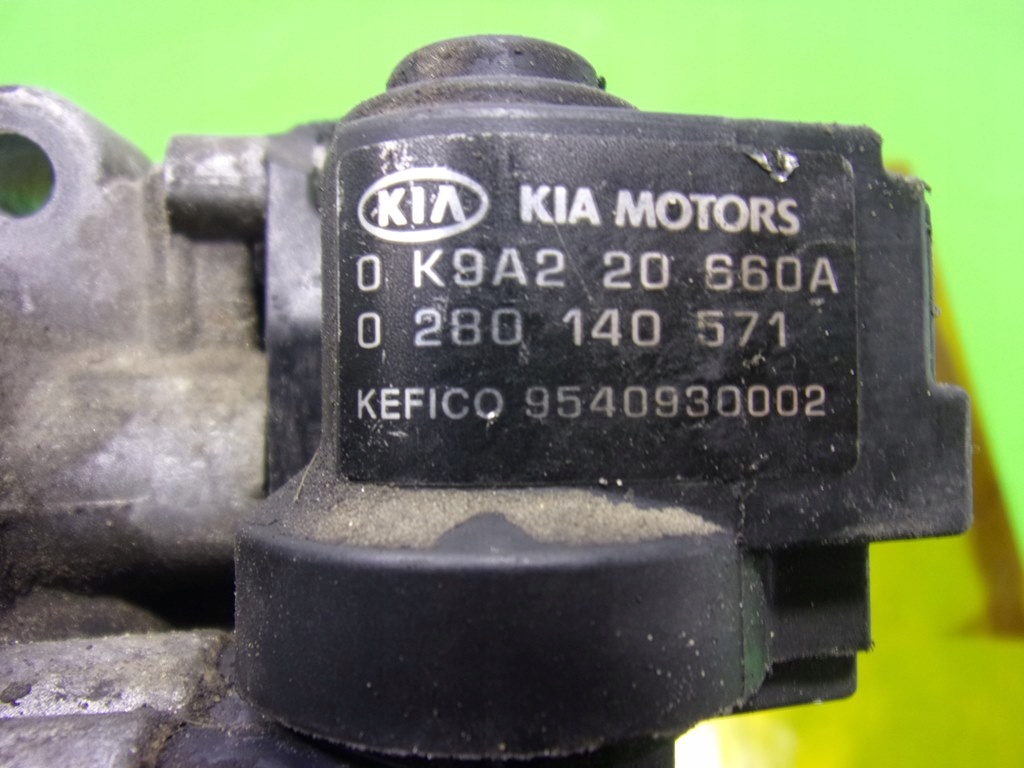 KIA KIA MOTORS
0 K9A2 20 660A
0 280 140 571
KEFICO 9540930002